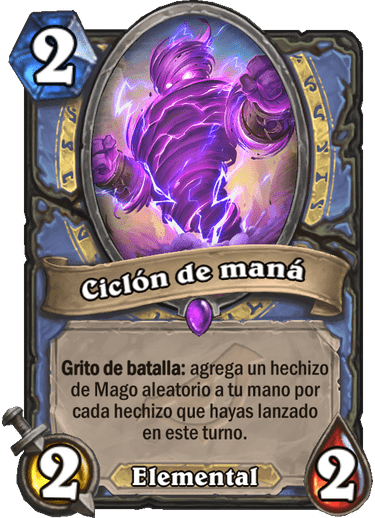 2
Ciclón de maná
Grito de batalla: agrega un hechizo
de Mago aleatorio a tu mano por
cada hechizo que hayas lanzado
en este turno.
2
Elemental
2